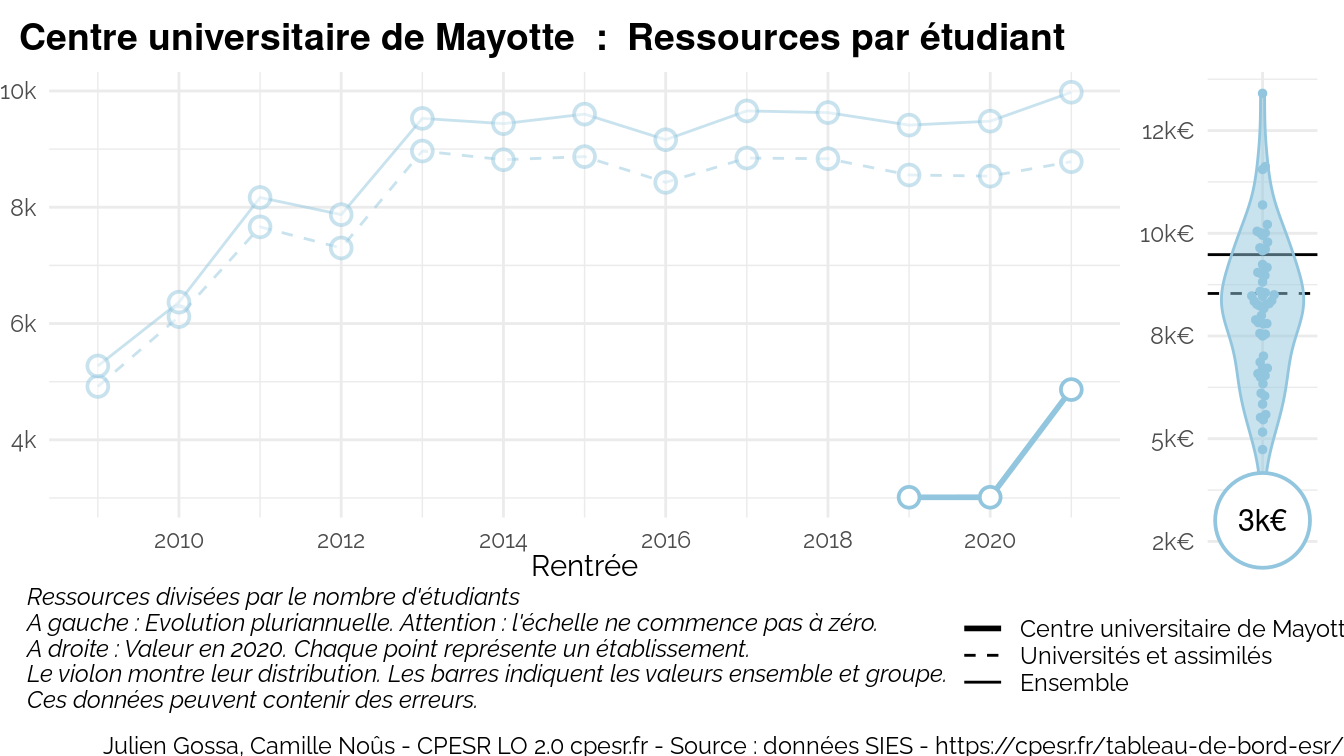 Centre universitaire de Mayotte : Ressources par étudiant
10k
8k
6k
4k
2010
2012
2014
2016
2018
2020
Rentrée
12k€
10k€
8k€
5k€
2k€
3k€
Ressources divisées par le nombre d'étudiants
A gauche : Evolution pluriannuelle. Attention : l'échelle ne commence pas à zéro.
A droite : Valeur en 2020. Chaque point représente un établissement.
Le violon montre leur distribution. Les barres indiquent les valeurs ensemble et groupe.
Ces données peuvent contenir des erreurs.
Centre universitaire de Mayott
Universités et assimilés
Ensemble
Julien Gossa, Camille Noûs - CPESR LO 2.0 cpesr.fr - Source : données SIES - https://cpesr.fr/tableau-de-bord-esr/